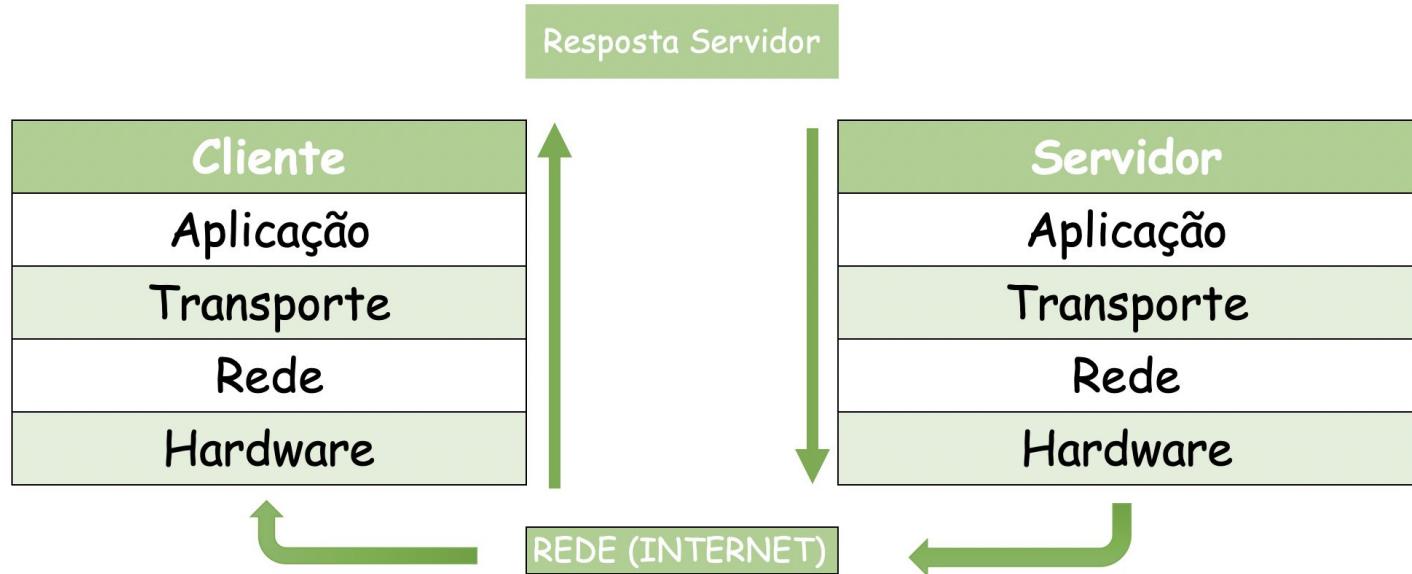 Resposta Servidor
Cliente
Aplicação
Transporte
Rede
Hardware
Servidor
Aplicação
Transporte
Rede
Hardware
REDE (INTERNET)